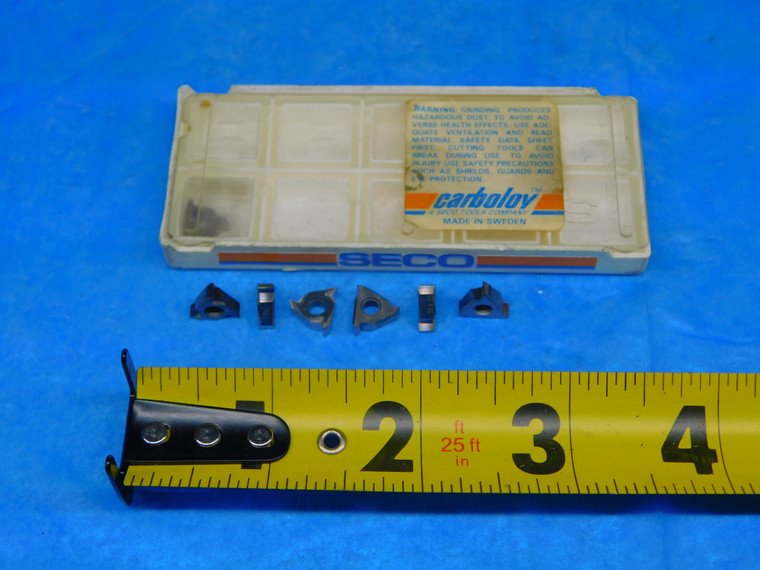 WARNING: GRINDING PRODUCES
HAZARDOUS DUST. TO AVOID AD-
VERSE HEALTH EFFECTS. USE ADE-
QUATE VENTILATION AND READ
MATERIAL SAFETY DATA SHEET
FIRST. CUTTING TOOLS CAN
BREAK DURING USE. TO AVOID
INJURY USE SAFETY PRECAUTIONS
SUCH AS SHIELDS, GUARDS AND
EYE PROTECTION.
TM
carboloy
A SECO TOOLS COMPANY
MADE IN SWEDEN
SECO
1 2 ft 3 4
25 ft
in